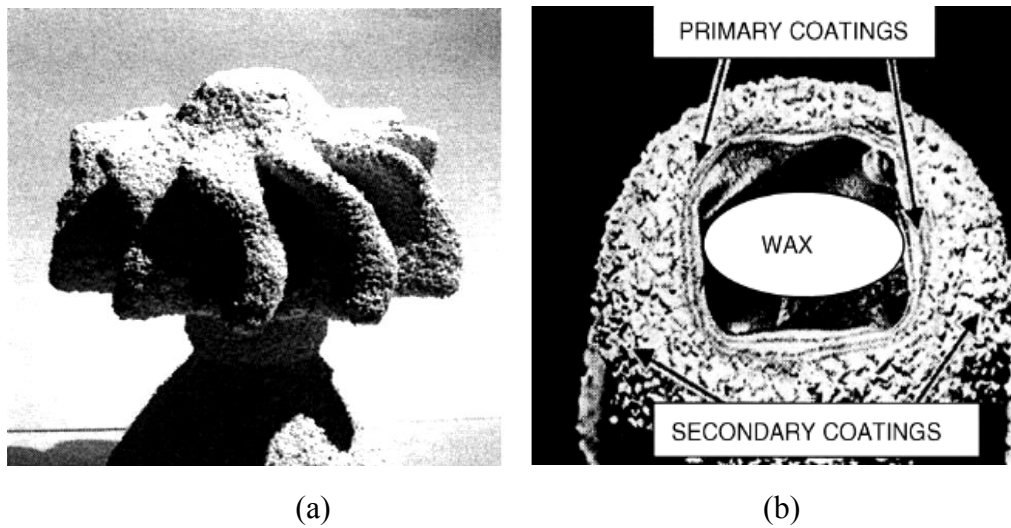 PRIMARY COATINGS
WAX
SECONDARY COATINGS
(a)
(b)